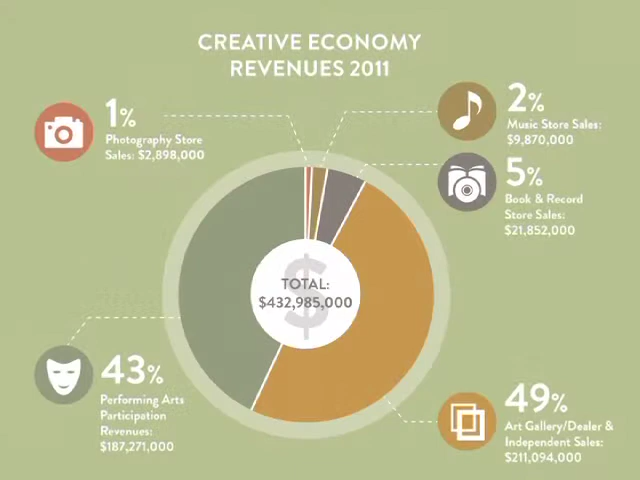 CREATIVE ECONOMY
REVENUES 2011
1%
Photography Store
Sales: $2,898,000
2%
Music Store Sales:
$9,870,000
5%
Book & Record
Store Sales:
$21,852,000
TOTAL:
$432,985,000
$
43%
Performing Arts
Participation
Revenues:
$187,271,000
49%
Art Gallery/Dealer &
Independent Sales:
$211,094,000